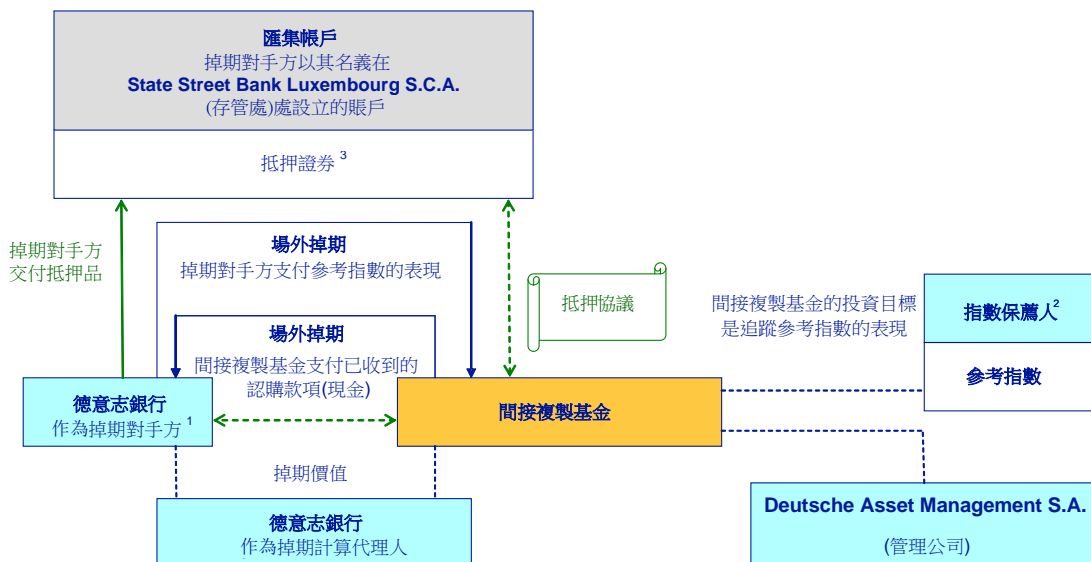 匯集帳戶
掉期對手方以其名義在
State Street Bank Luxembourg S.C.A.
(存管處)處設立的賬戶
抵押證券 3
掉期對手方
交付抵押品
場外掉期
掉期對手方支付參考指數的表現
抵押協議
間接複製基金的投資目標
是追蹤參考指數的表現
指數保薦人2
參考指數
場外掉期
間接複製基金支付已收到的
認購款項(現金)
德意志銀行
作為掉期對手方 1
間接複製基金
掉期價值
德意志銀行
作為掉期計算代理人
Deutsche Asset Management S.A.
(管理公司)